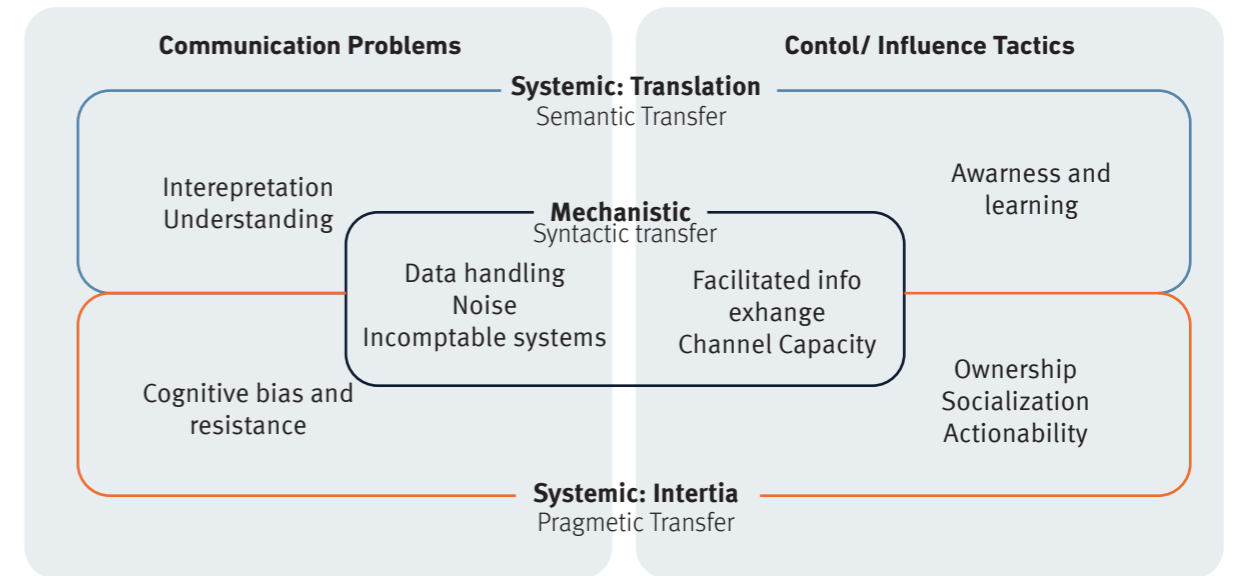 Communication Problems
Contol/ Influence Tactics
Systemic: Translation
Semantic Transfer
Interepretation
Understanding
Awarness and
learning
Mechanistic
Syntactic transfer
Data handling
Noise
Incomptable systems
Facilitated info
exhange
Channel Capacity
Cognitive bias and
resistance
Ownership
Socialization
Actionability
Systemic: Intertia
Pragmetic Transfer